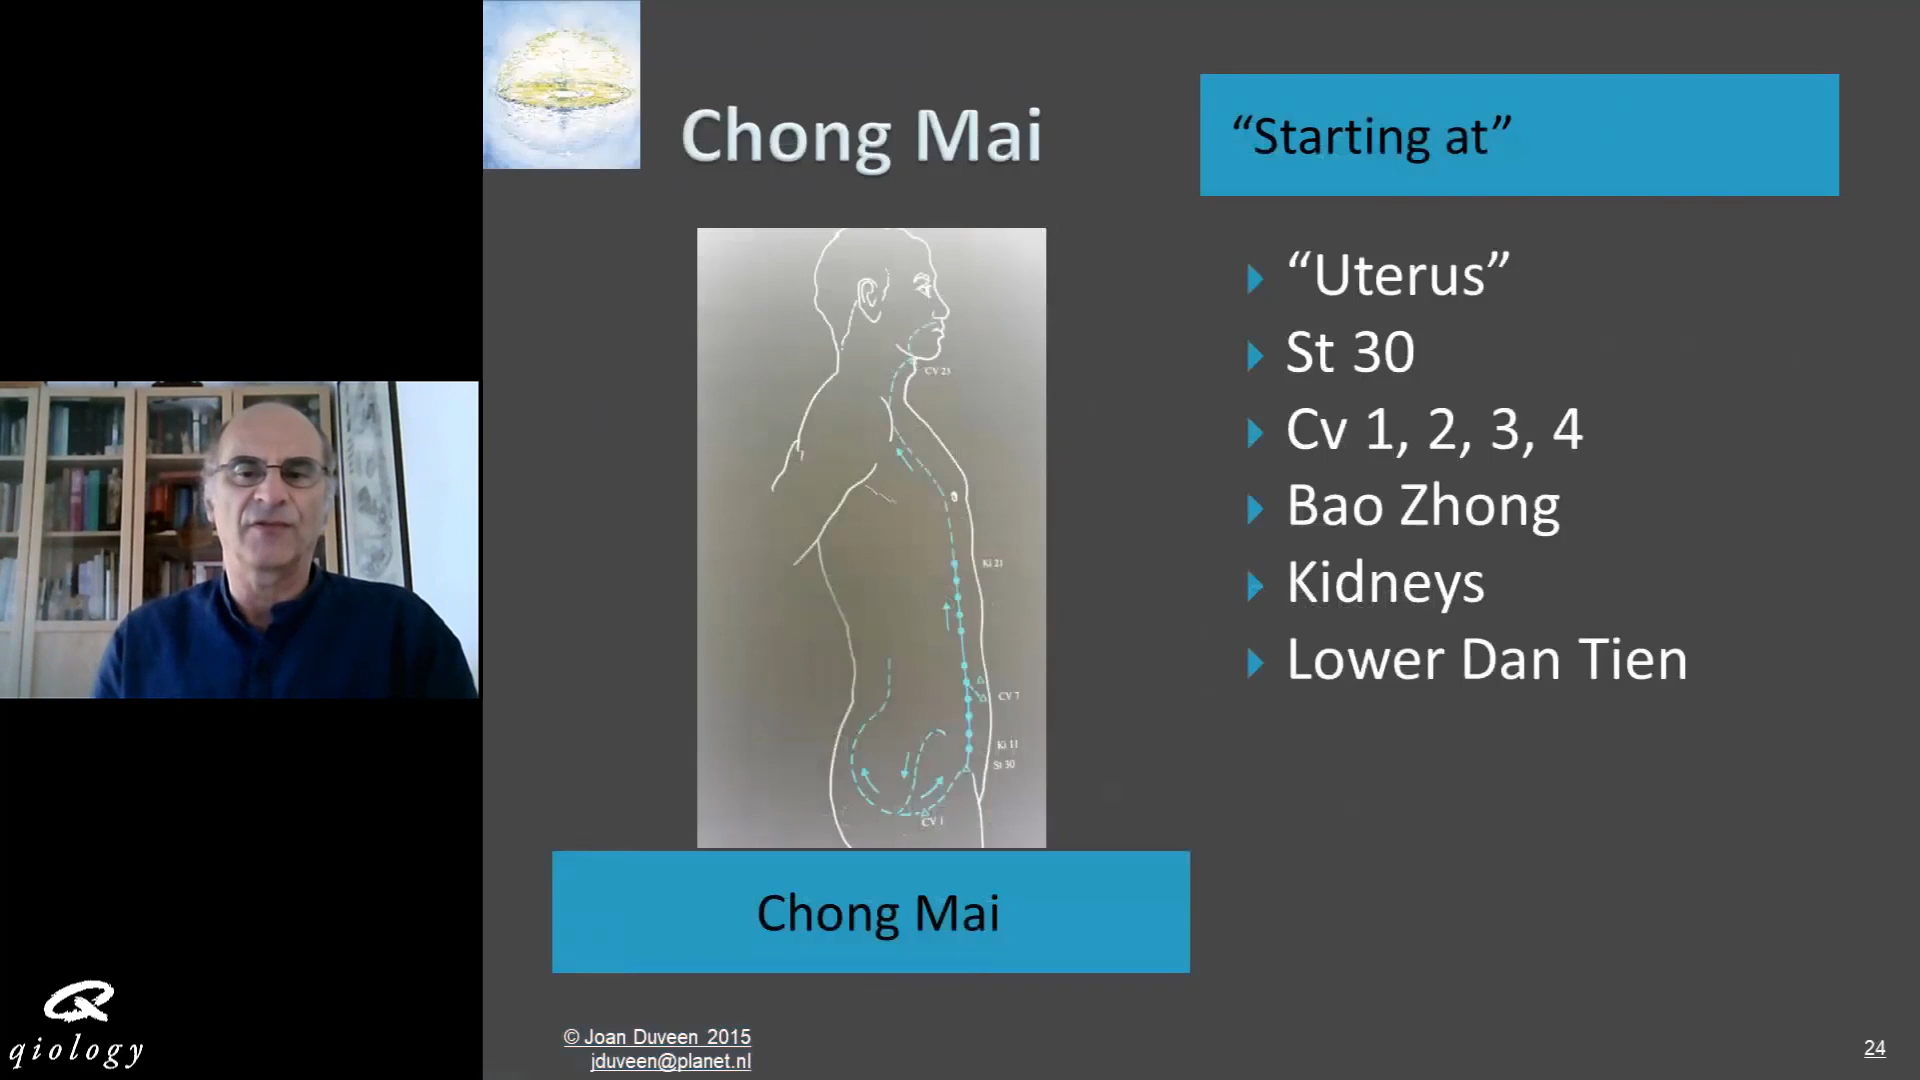 Chong Mai
“Starting at”
“Uterus”
St 30
Cv 1, 2, 3, 4
Bao Zhong
Kidneys
Lower Dan Tien
CV 23
Ki 21
CV 7
Ki 11
St 30
CV 1
Chong Mai
© Joan Duveen 2015
jduveen@planet.nl
24
qiology